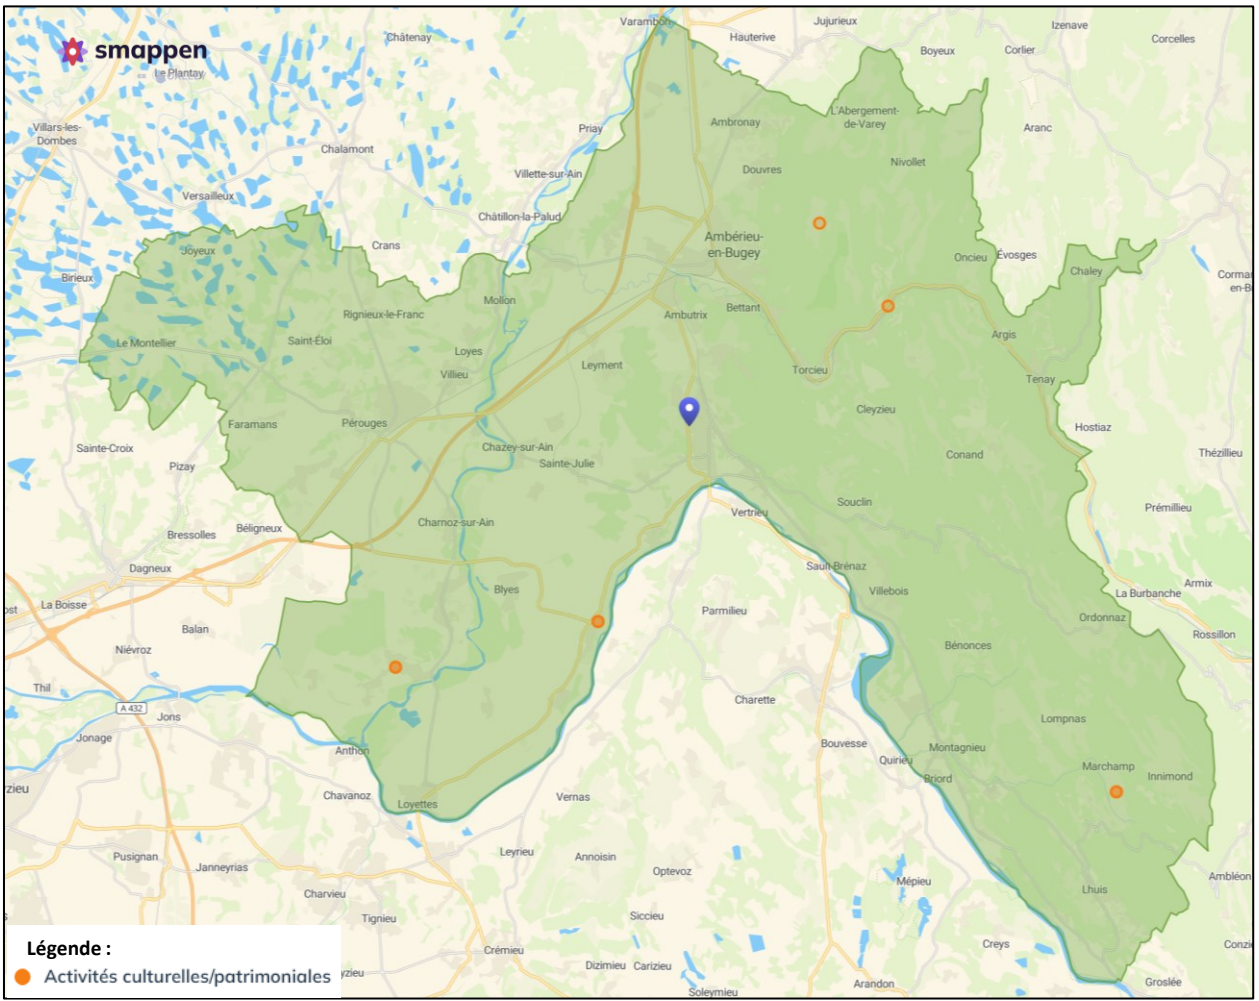 Varambon
Jujurieux
Izenave
Châtenay
Hauterive
Corcelles
smappen
Boyeux
Corlier
Le Plantay
L'Abergement-
de-Varey
Villars-les-
Dombes
Priay
Ambronay
Aranc
Chalamont
Nivollet
Villette-sur-Ain
Douvres
Versailleux
Châtillon-la-Palud
Ambérieu-
en-Bugey
Joyeux
Crans
Oncieu
Évosges
Chaley
Birieux
Mollon
Bettant
Rignieux-le-Franc
Ambutrix
Argis
Le Montellier
Saint-Éloi
Loyes
Leyment
Villieu
Torcieu
Tenay
Faramans
Pérouges
Cleyzieu
Hostiaz
Sainte-Croix
Chazey-sur-Ain
Conand
Thézillieu
Pizay
Sainte-Julie
Souclin
Prémillieu
Charnoz-sur-Ain
Vertrieu
Béligneux
Bressolles
Dagneux
Sault-Brénaz
Armix
Blyes
Villebois
La Burbanche
La Boisse
Parmilieu
Ordonnaz
Balan
Rossillon
Niévroz
Bénonces
Thil
Charette
A 432
Jons
Lompnas
Jonage
Anthon
Bouvesse
Montagnieu
Quirieu
Marchamp
Innimond
Briord
Chavanoz
Vernas
Loyettes
Pusignan
Leyrieu
Annoisin
Janneyrias
Optevoz
Ambléon
Mépieu
Charvieu
Lhuis
Tignieu
Siccieu
Légende :
Crémieu
Creys
Dizimieu
Carizieu
Activités culturelles/patrimoniales
Arandon
Groslée
Soleymieu